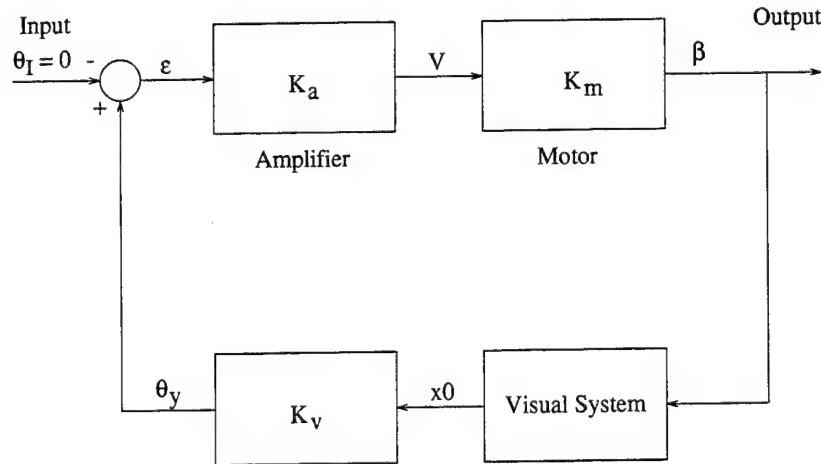 Input
Output
θI = 0
-
+
ε
Ka
V
Km
β
Amplifier
Motor
θy
Kv
x0
Visual System